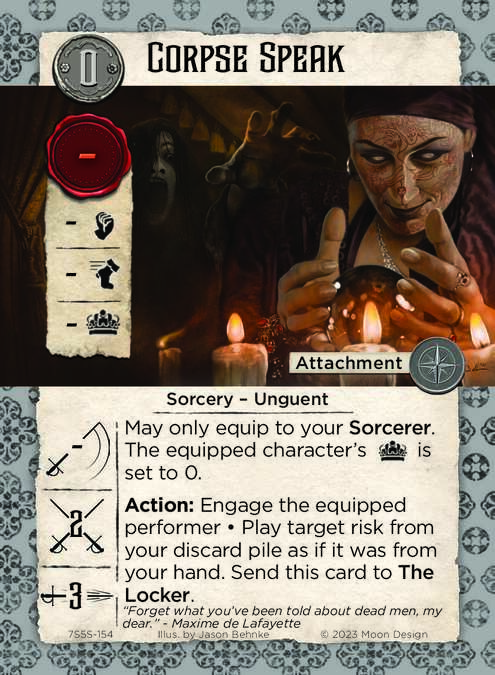 0
CORPSE SPEAK
-
-
-
-
Attachment
Sorcery – Unguent
-
May only equip to your Sorcerer.
The equipped character's is
set to 0.
2
Action: Engage the equipped
performer • Play target risk from
your discard pile as if it was from
your hand. Send this card to The
Locker.
3
"Forget what you've been told about dead men, my
dear." - Maxime de Lafayette
7S5S-154 Illus. by Jason Behnke © 2023 Moon Design